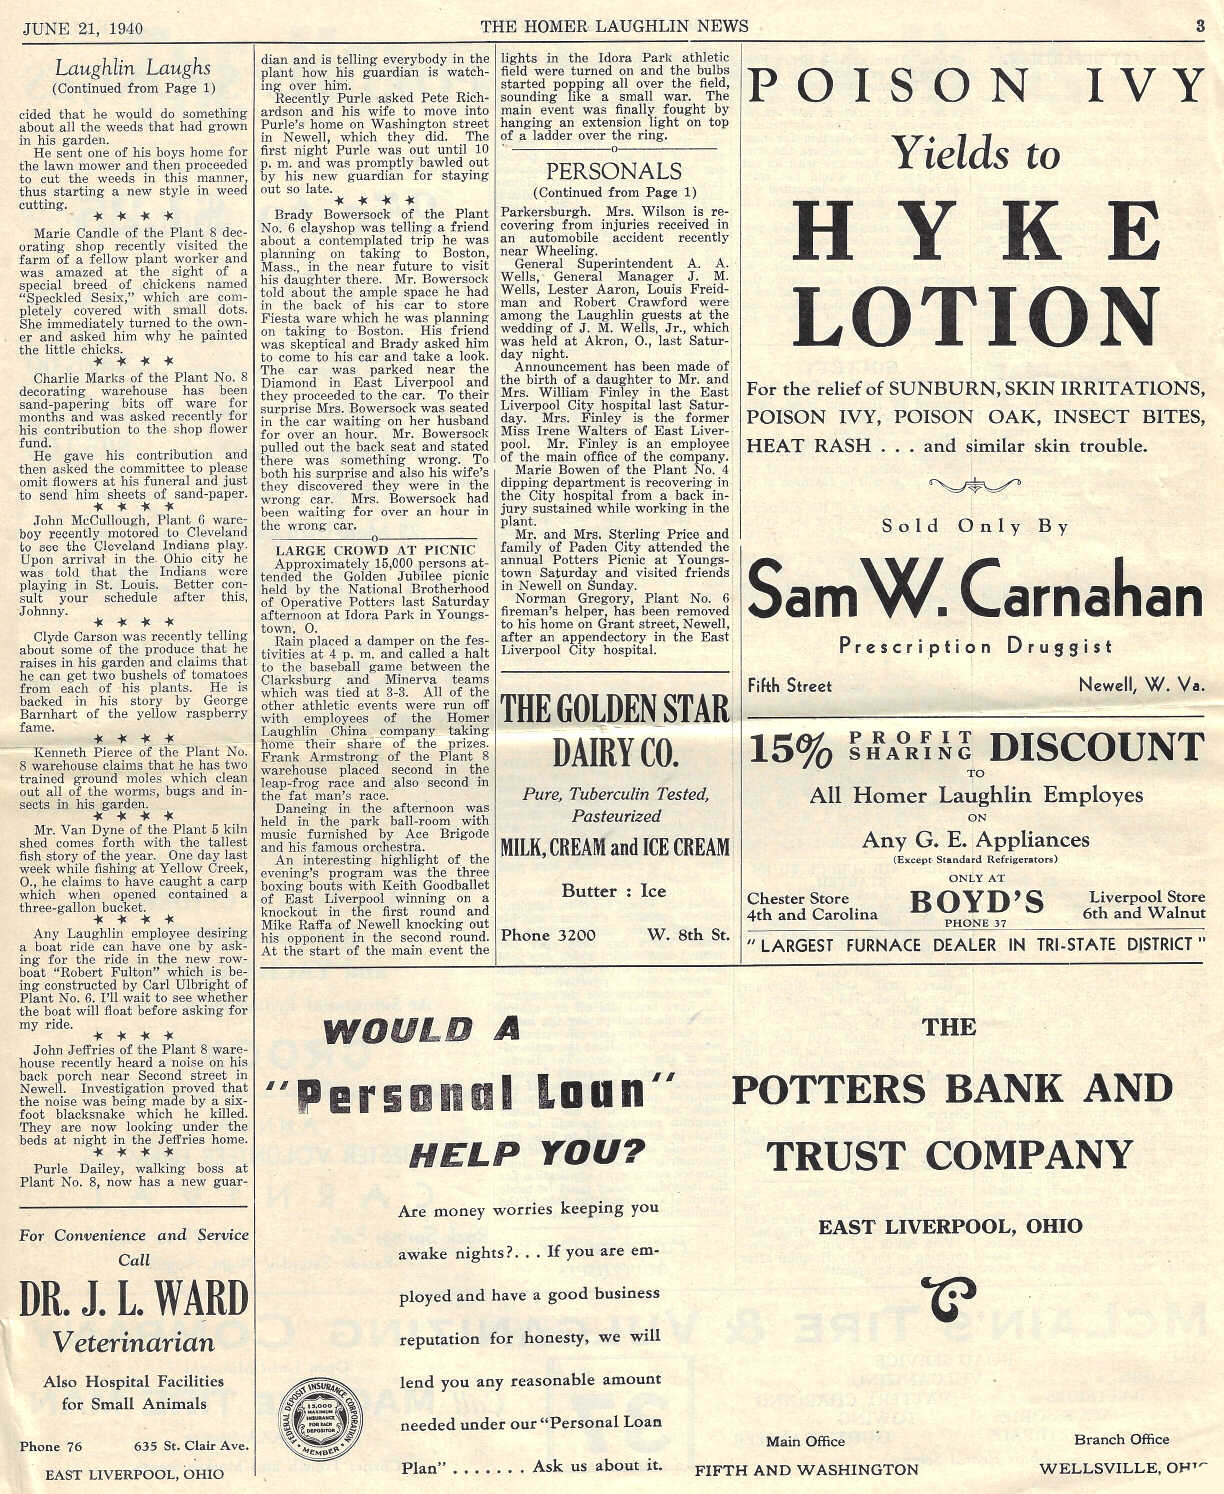 JUNE 21, 1940
THE HOMER LAUGHLIN NEWS
3
Laughlin Laughs
(Continued from Page 1)
cided that he would do something
about all the weeds that had grown
in his garden.
He sent one of his boys home for
the lawn mower and then proceeded
to cut the weeds in this manner,
thus starting a new style in weed
cutting.
★ ★ ★ ★
Marie Candle of the Plant 8 dec-
orating shop recently visited the
farm of a fellow plant worker and
was amazed at the sight of a
special breed of chickens named
"Speckled Sesix," which are com-
pletely covered with small dots.
She immediately turned to the own-
er and asked him why he painted
the little chicks.
★ ★ ★ ★
Charlie Marks of the Plant No. 8
decorating warehouse has been
sand-papering bits off ware for
months and was asked recently for
his contribution to the shop flower
fund.
He gave his contribution and
then asked the committee to please
omit flowers at his funeral and just
to send him sheets of sand-paper.
★ ★ ★ ★
John McCullough, Plant 6 ware-
boy recently motored to Cleveland
to see the Cleveland Indians play.
Upon arrival in the Ohio city he
was told that the Indians were
playing in St. Louis. Better con-
sult your schedule after this,
Johnny.
★ ★ ★ ★
Clyde Carson was recently telling
about some of the produce that he
raises in his garden and claims that
he can get two bushels of tomatoes
from each of his plants. He is
backed in his story by George
Barnhart of the yellow raspberry
fame.
★ ★ ★ ★
Kenneth Pierce of the Plant No.
8 warehouse claims that he has two
trained ground moles which clean
out all of the worms, bugs and in-
sects in his garden.
★ ★ ★ ★
Mr. Van Dyne of the Plant 5 kiln
shed comes forth with the tallest
fish story of the year. One day last
week while fishing at Yellow Creek,
O., he claims to have caught a carp
which when opened contained a
three-gallon bucket.
★ ★ ★ ★
Any Laughlin employee desiring
a boat ride can have one by ask-
ing for the ride in the new row-
boat "Robert Fulton" which is be-
ing constructed by Carl Ulbright of
Plant No. 6. I'll wait to see whether
the boat will float before asking for
my ride.
★ ★ ★ ★
John Jeffries of the Plant 8 ware-
house recently heard a noise on his
back porch near Second street in
Newell. Investigation proved that
the noise was being made by a six-
foot blacksnake which he killed.
They are now looking under the
beds at night in the Jeffries home.
★ ★ ★ ★
Purle Dailey, walking boss at
Plant No. 8, now has a new guar-
For Convenience and Service
Call
DR. J. L. WARD
Veterinarian
Also Hospital Facilities
for Small Animals
Phone 76 635 St. Clair Ave.
EAST LIVERPOOL, OHIO
dian and is telling everybody in the
plant how his guardian is watch-
ing over him.
Recently Purle asked Pete Rich-
ardson and his wife to move into
Purle's home on Washington street
in Newell, which they did. The
first night Purle was out until 10
p. m. and was promptly bawled out
by his new guardian for staying
out so late.
★ ★ ★ ★
Brady Bowersock of the Plant
No. 6 clayshop was telling a friend
about a contemplated trip he was
planning on taking to Boston,
Mass., in the near future to visit
his daughter there. Mr. Bowersock
told about the ample space he had
in the back of his car to store
Fiesta ware which he was planning
on taking to Boston. His friend
was skeptical and Brady asked him
to come to his car and take a look.
The car was parked near the
Diamond in East Liverpool and
they proceeded to the car. To their
surprise Mrs. Bowersock was seated
in the car waiting on her husband
for over an hour. Mr. Bowersock
pulled out the back seat and stated
there was something wrong. To
both his surprise and also his wife's
they discovered they were in the
wrong car. Mrs. Bowersock had
been waiting for over an hour in
the wrong car.
LARGE CROWD AT PICNIC
Approximately 15,000 persons at-
tended the Golden Jubilee picnic
held by the National Brotherhood
of Operative Potters last Saturday
afternoon at Idora Park in Youngs-
town, O.
Rain placed a damper on the fes-
tivities at 4 p. m. and called a halt
to the baseball game between the
Clarksburg and Minerva teams
which was tied at 3-3. All of the
other athletic events were run off
with employees of the Homer
Laughlin China company taking
home their share of the prizes.
Frank Armstrong of the Plant 8
warehouse placed second in the
leap-frog race and also second in
the fat man's race.
Dancing in the afternoon was
held in the park ball-room with
music furnished by Ace Brigode
and his famous orchestra.
An interesting highlight of the
evening's program was the three
boxing bouts with Keith Goodballet
of East Liverpool winning on a
knockout in the first round and
Mike Raffa of Newell knocking out
his opponent in the second round.
At the start of the main event the
lights in the Idora Park athletic
field were turned on and the bulbs
started popping all over the field,
sounding like a small war. The
main event was finally fought by
hanging an extension light on top
of a ladder over the ring.
PERSONALS
(Continued from Page 1)
Parkersburgh. Mrs. Wilson is re-
covering from injuries received in
an automobile accident recently
near Wheeling.
General Superintendent A. A.
Wells, General Manager J. M.
Wells, Lester Aaron, Louis Freid-
man and Robert Crawford were
among the Laughlin guests at the
wedding of J. M. Wells, Jr., which
was held at Akron, O., last Satur-
day night.
Announcement has been made of
the birth of a daughter to Mr. and
Mrs. William Finley in the East
Liverpool City hospital last Satur-
day. Mrs. Finley is the former
Miss Irene Walters of East Liver-
pool. Mr. Finley is an employee
of the main office of the company.
Marie Bowen of the Plant No. 4
dipping department is recovering in
the City hospital from a back in-
jury sustained while working in the
plant.
Mr. and Mrs. Sterling Price and
family of Paden City attended the
annual Potters Picnic at Youngs-
town Saturday and visited friends
in Newell on Sunday.
Norman Gregory, Plant No. 6
fireman's helper, has been removed
to his home on Grant street, Newell,
after an appendectory in the East
Liverpool City hospital.
THE GOLDEN STAR
DAIRY CO.
Pure, Tuberculin Tested,
Pasteurized
MILK, CREAM and ICE CREAM
Butter : Ice
Phone 3200 W. 8th St.
POISON IVY
Yields to
HYKE
LOTION
For the relief of SUNBURN, SKIN IRRITATIONS,
POISON IVY, POISON OAK, INSECT BITES,
HEAT RASH . . . and similar skin trouble.
Sold Only By
Sam W. Carnahan
Prescription Druggist
Fifth Street Newell, W. Va.
15% PROFIT SHARING DISCOUNT
TO
All Homer Laughlin Employes
ON
Any G. E. Appliances
(Except Standard Refrigerators)
ONLY AT
Chester Store
4th and Carolina
BOYD'S
PHONE 37
Liverpool Store
6th and Walnut
"LARGEST FURNACE DEALER IN TRI-STATE DISTRICT"
WOULD A
"Personal Loan"
HELP YOU?
Are money worries keeping you
awake nights?. . . If you are em-
ployed and have a good business
reputation for honesty, we will
lend you any reasonable amount
needed under our "Personal Loan
Plan" . . . . . . . Ask us about it.
FEDERAL DEPOSIT INSURANCE CORPORATION
$5,000
MAXIMUM
INSURANCE
FOR EACH
DEPOSITOR
MEMBER
THE
POTTERS BANK AND
TRUST COMPANY
EAST LIVERPOOL, OHIO
Main Office
FIFTH AND WASHINGTON
Branch Office
WELLSVILLE, OHIO